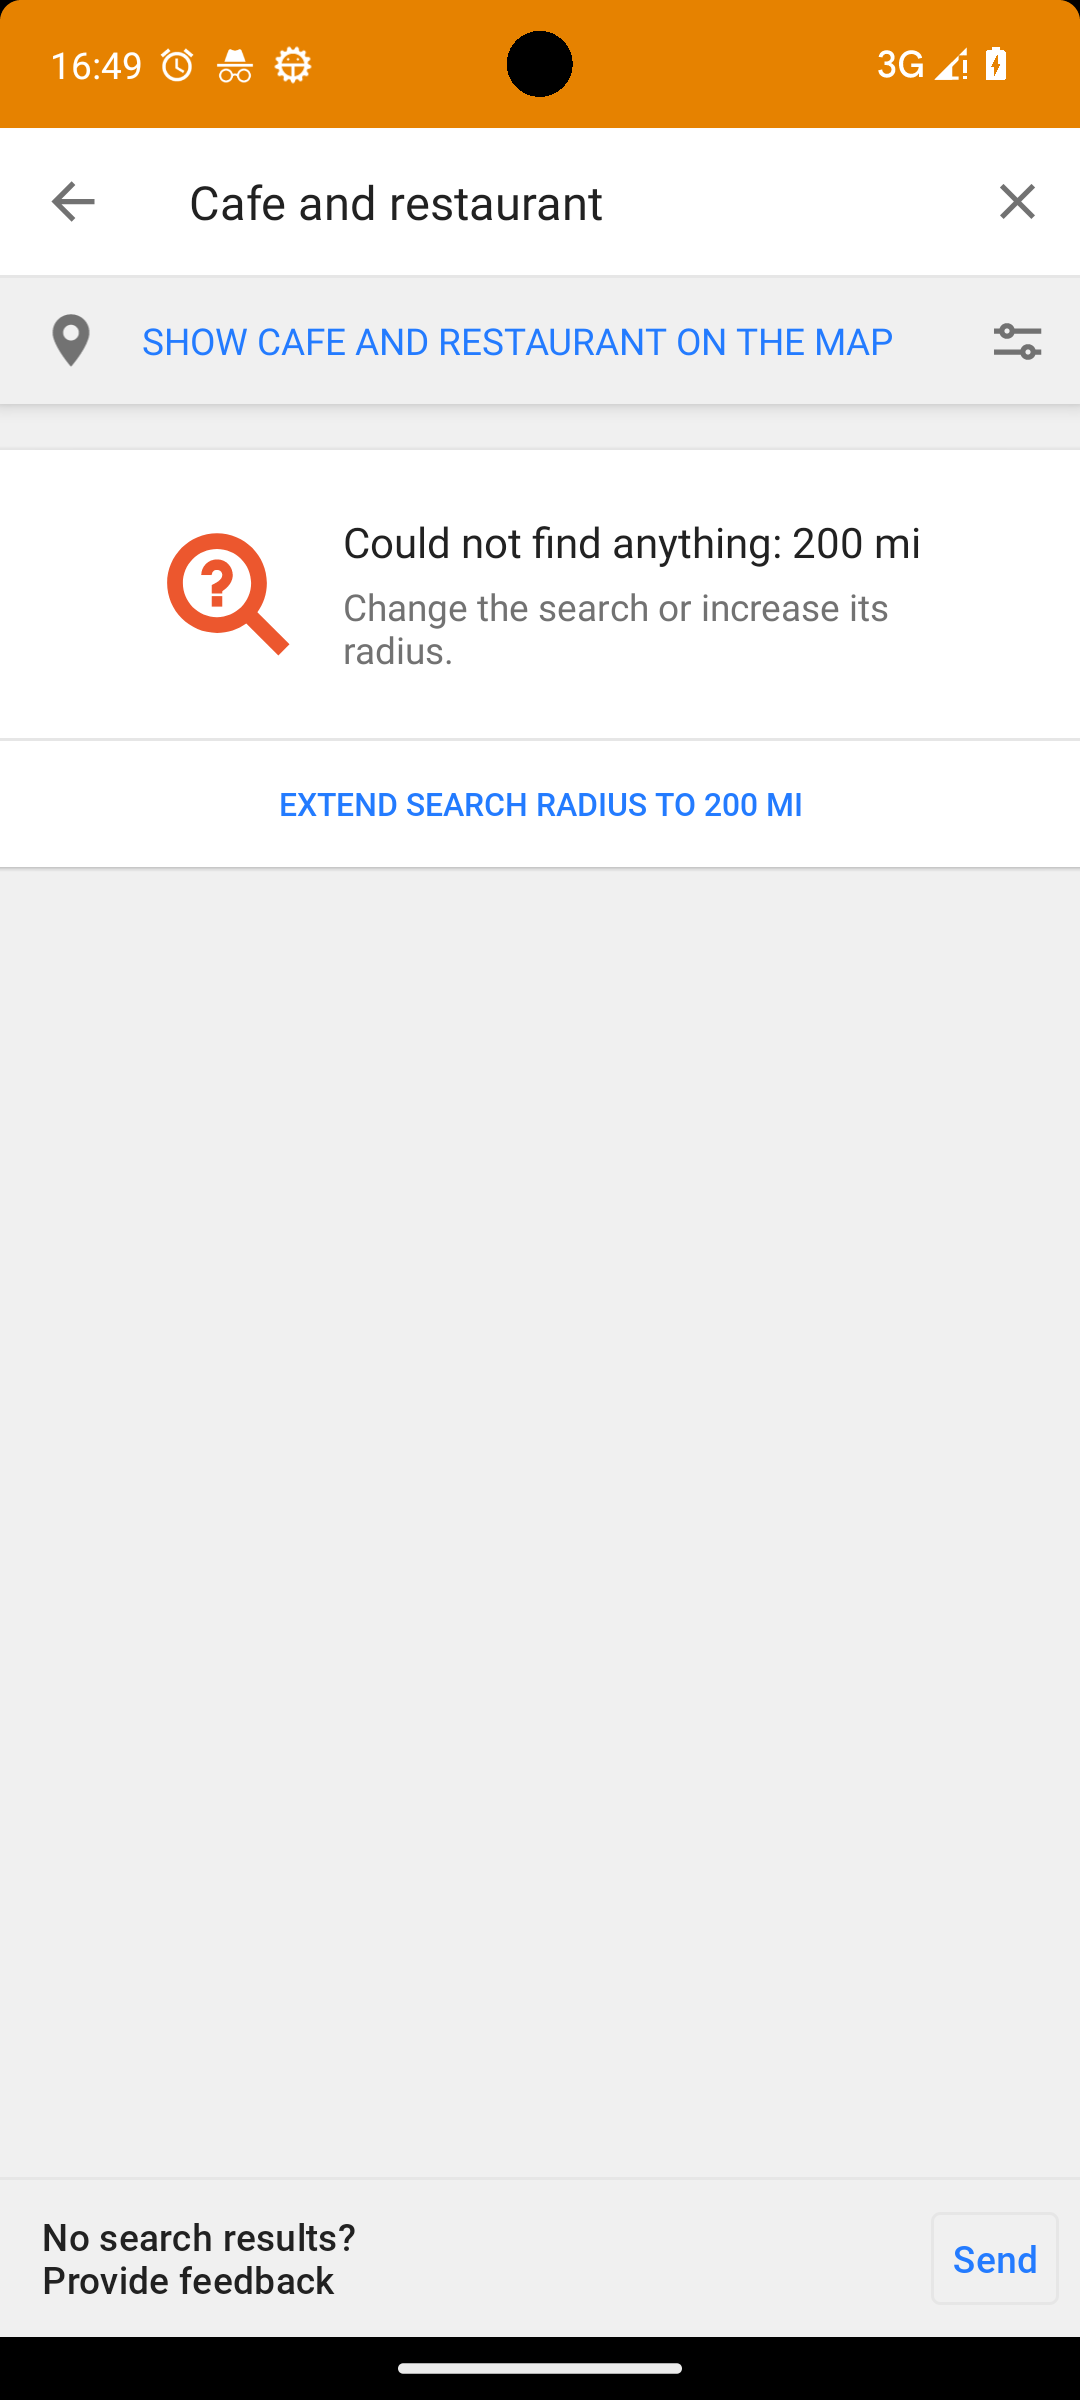 16:49
3G
Cafe and restaurant
SHOW CAFE AND RESTAURANT ON THE MAP
Could not find anything: 200 mi
Change the search or increase its
radius.
EXTEND SEARCH RADIUS TO 200 MI
No search results?
Provide feedback
Send